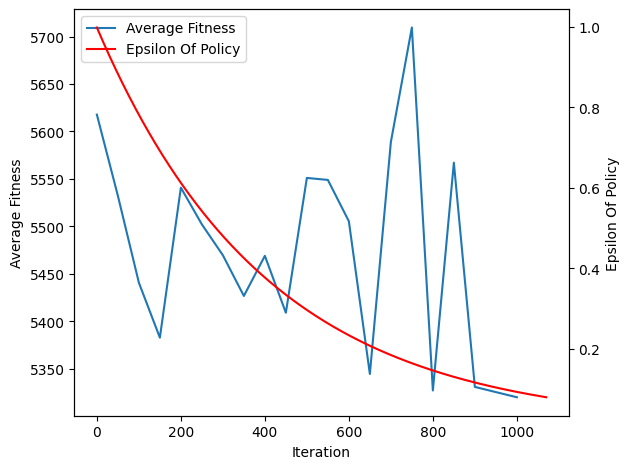 Average Fitness
Epsilon Of Policy
5700
5650
5600
5550
5500
5450
5400
5350
Average Fitness
1.0
0.8
0.6
0.4
0.2
Epsilon Of Policy
0 200 400 600 800 1000
Iteration